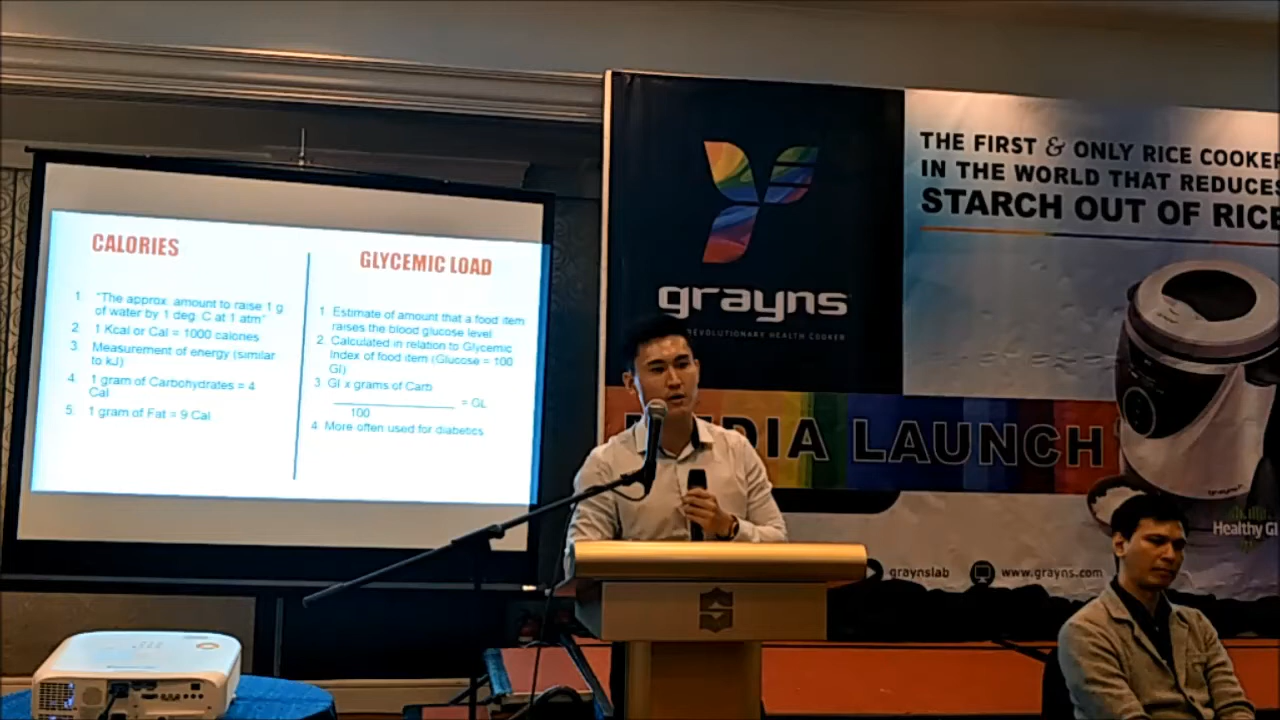 CALORIES
1. "The approx. amount to raise 1 g
of water by 1 deg. C at 1 atm"
2. 1 Kcal or Cal = 1000 calories
3. Measurement of energy (similar
to kJ)
4. 1 gram of Carbohydrates = 4
Cal
5. 1 gram of Fat = 9 Cal
GLYCEMIC LOAD
1. Estimate of amount that a food item
raises the blood glucose level.
2. Calculated in relation to Glycemic
Index of food item (Glucose = 100
GI)
3. GI x grams of Carb
= GL
100
4. More often used for diabetics
grayns
REVOLUTIONARY HEALTH COOKER
THE FIRST & ONLY RICE COOKER
IN THE WORLD THAT REDUCES
STARCH OUT OF RICE
DIA LAUNCH
grayns
Healthy GI
graynslab
www.grayns.com